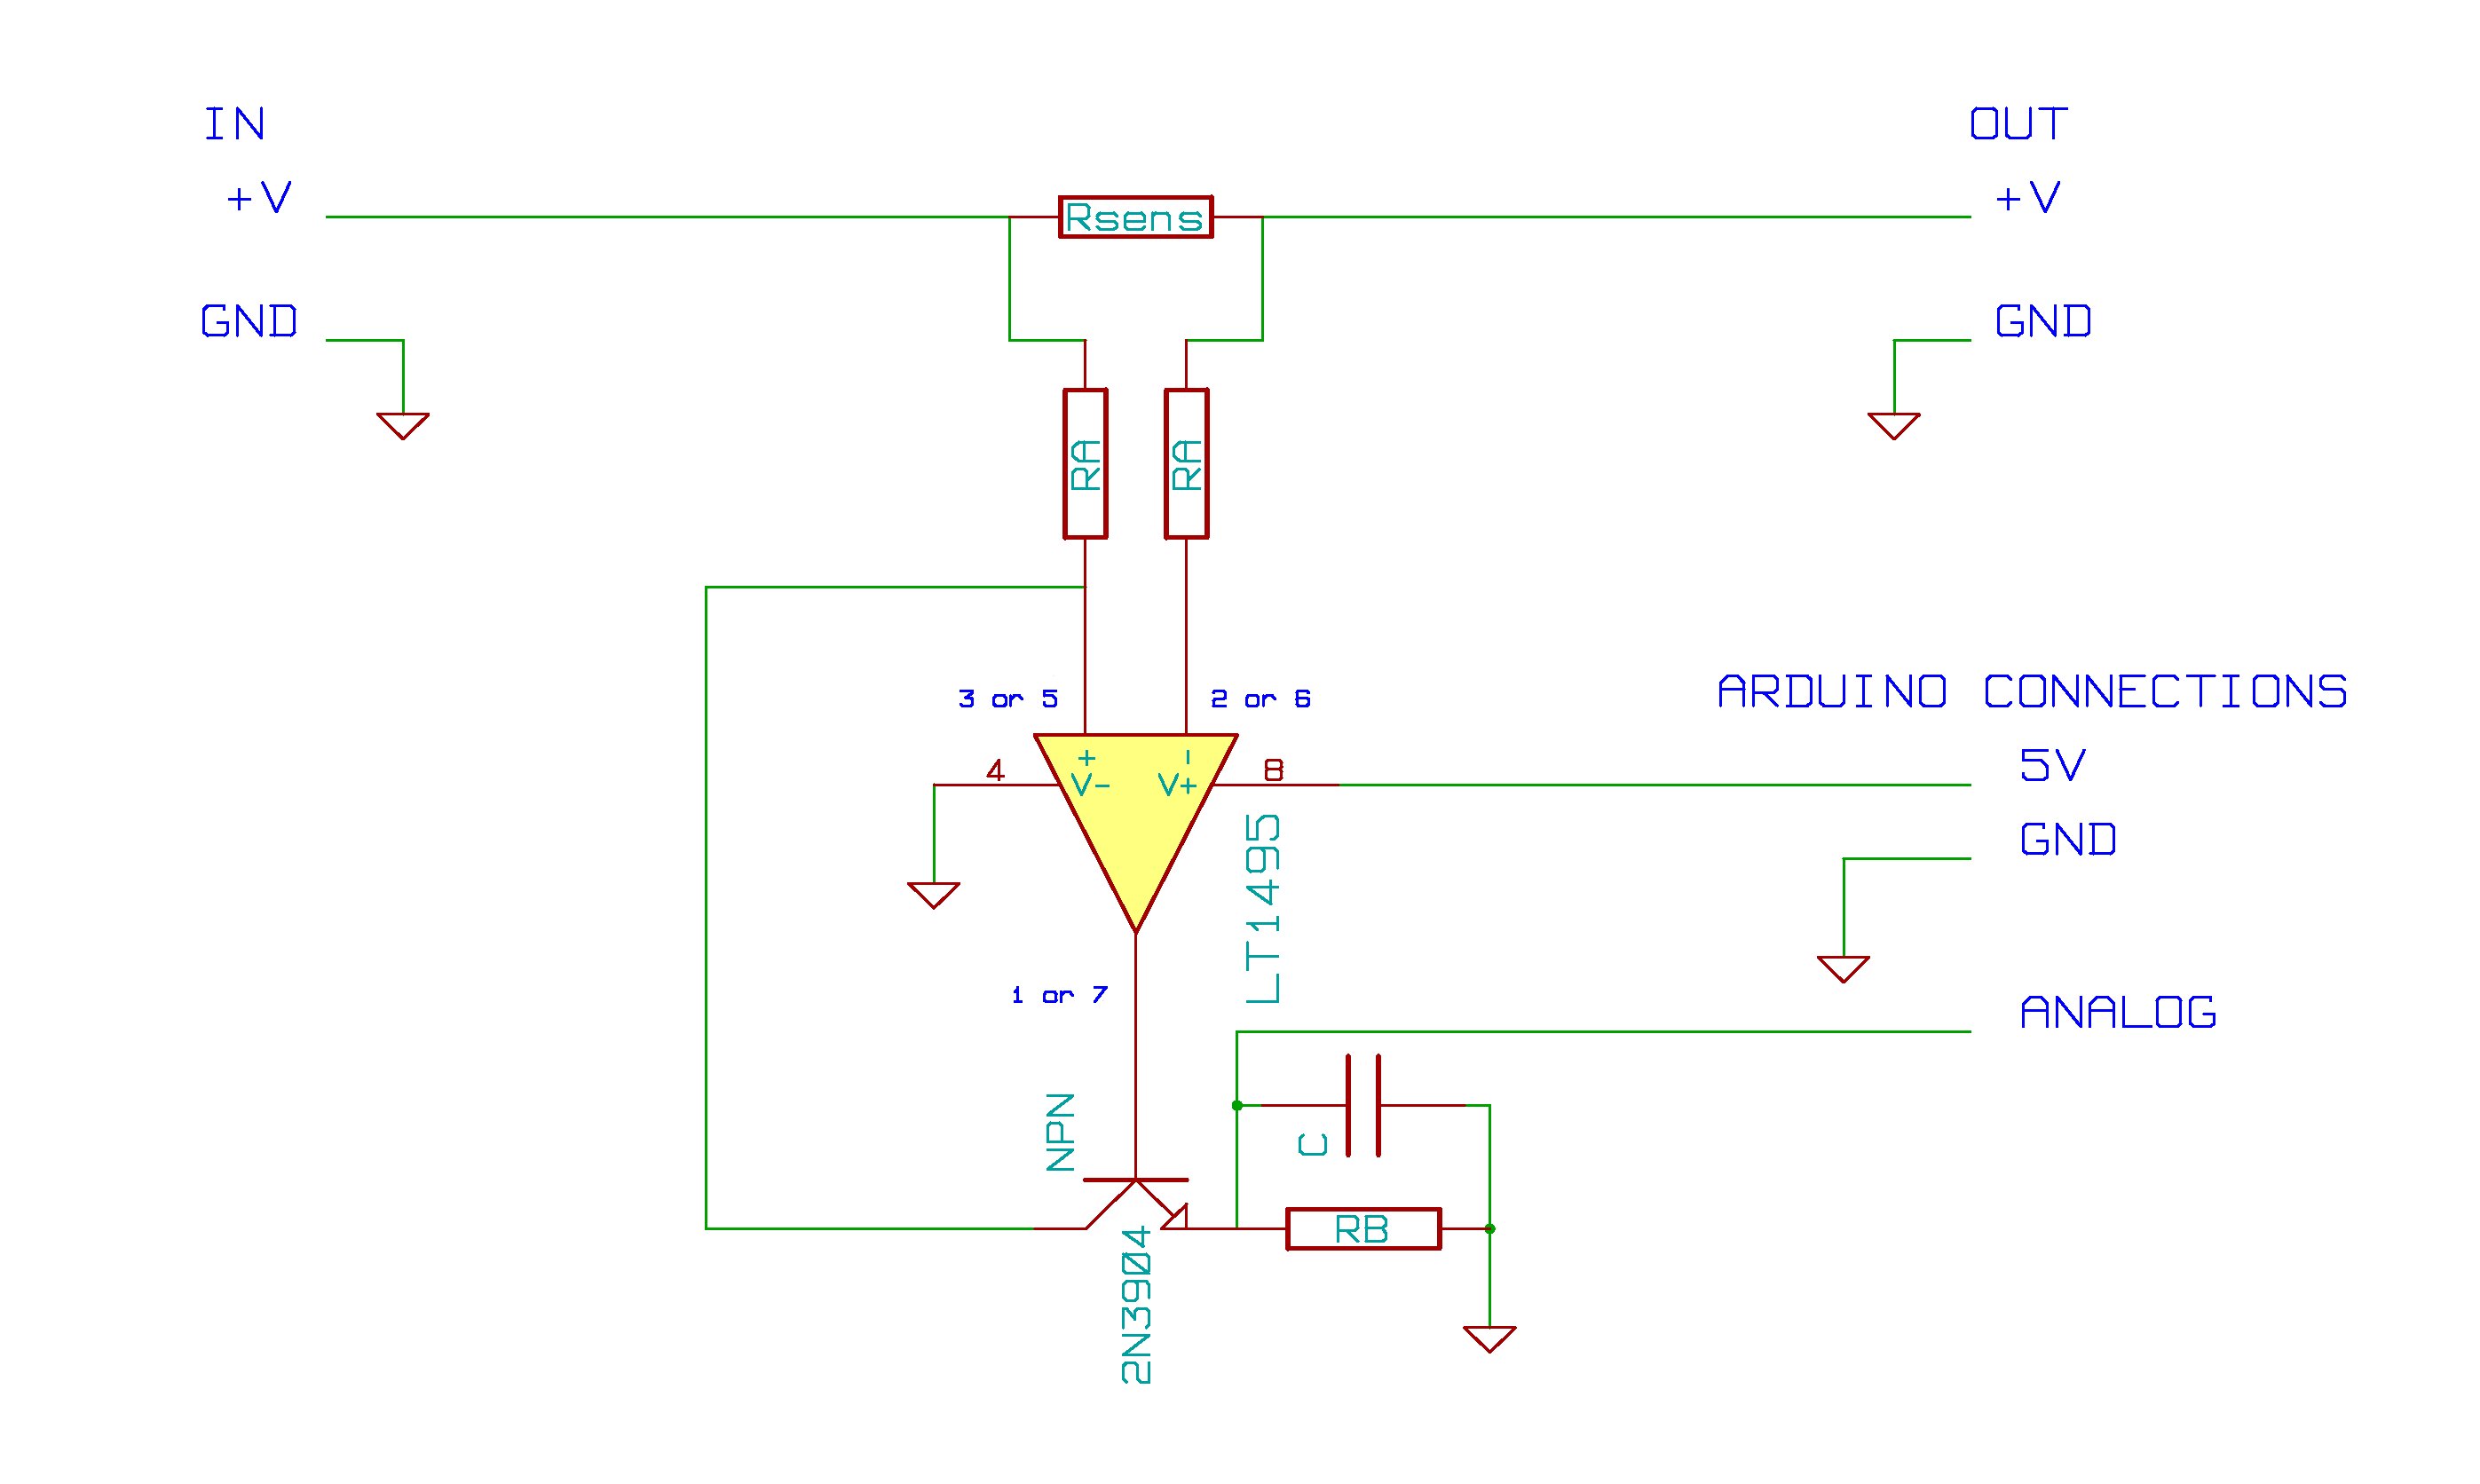 IN
OUT
+V
Rsens
+V
GND
GND
RA
RA
3 or 5
2 or 6
ARDUINO CONNECTIONS
+
-
4
V-
V+
8
5V
LT1495
GND
1 or 7
ANALOG
NPN
C
RB
2N3904